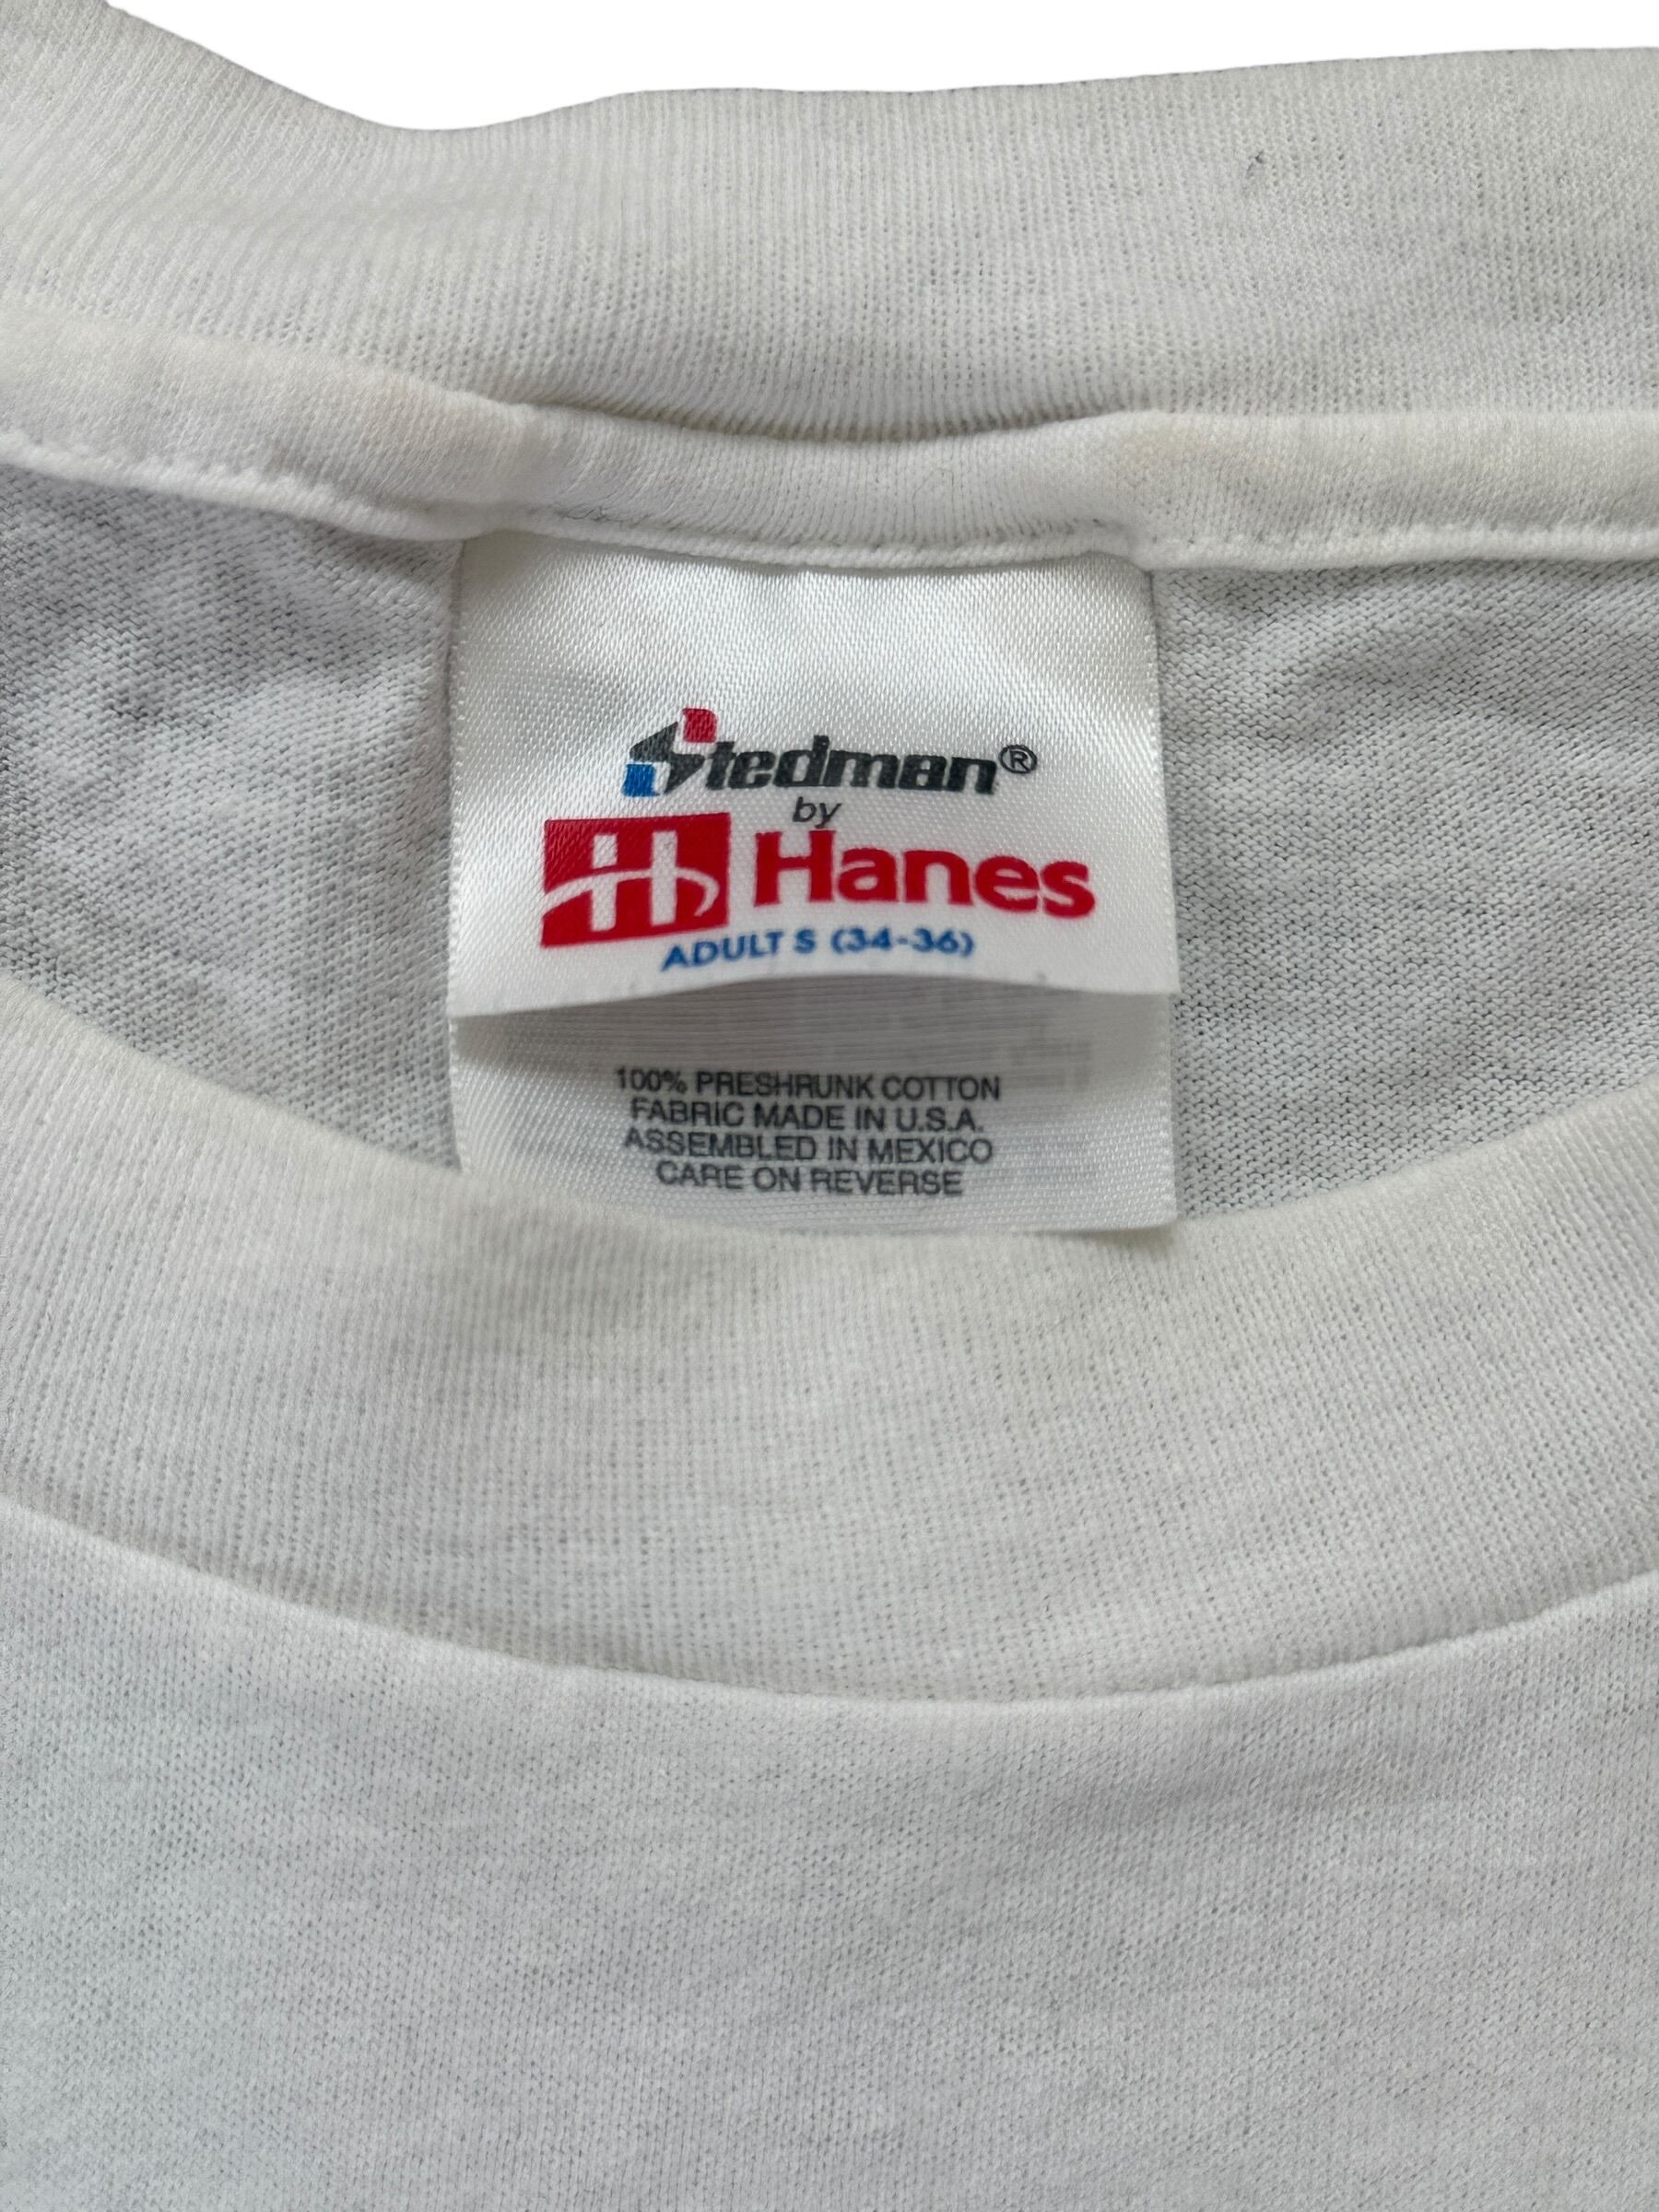 Stedman®
by
H Hanes
ADULT S (34-36)
100% PRESHRUNK COTTON
FABRIC MADE IN U.S.A.
ASSEMBLED IN MEXICO
CARE ON REVERSE